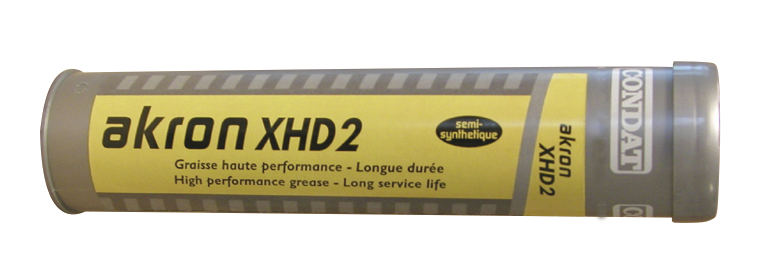 akron XHD2
semi-
synthetique
Graisse haute performance - Longue durée
High performance grease - Long service life
akron
XHD2
CONDAT